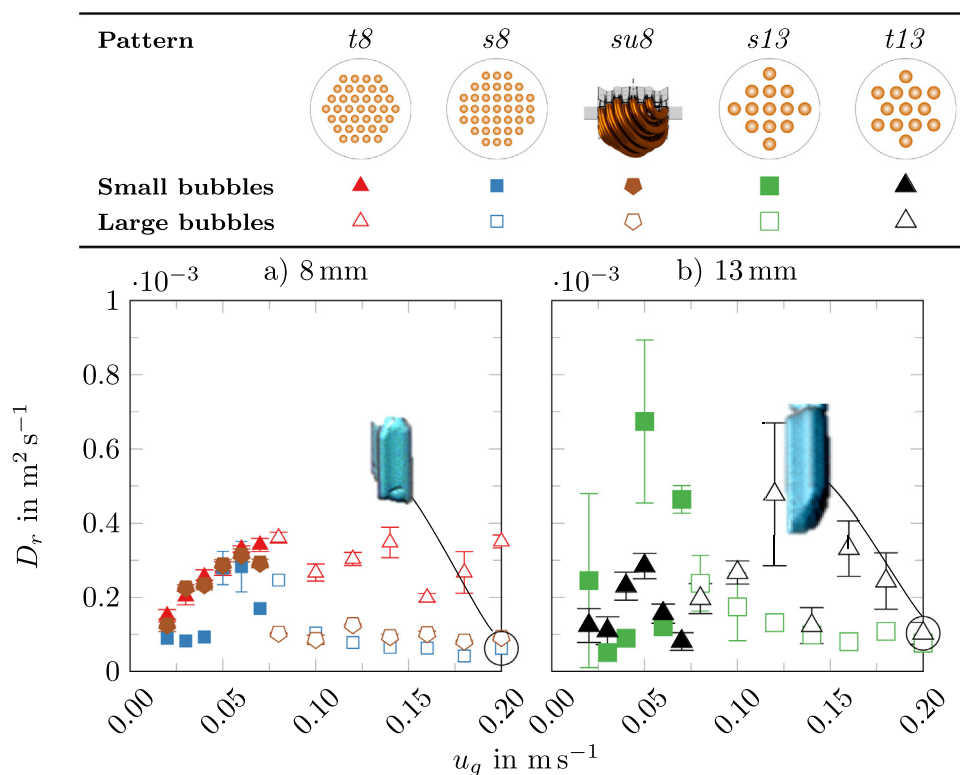 Pattern t8 s8 su8 s13 t13
Small bubbles
Large bubbles
·10⁻³ a) 8 mm ·10⁻³ b) 13 mm
1
0.8
0.6
0.4
0.2
0
D_r in m² s⁻¹
0.00 0.05 0.10 0.15 0.20 0.00 0.05 0.10 0.15 0.20
u_g in m s⁻¹